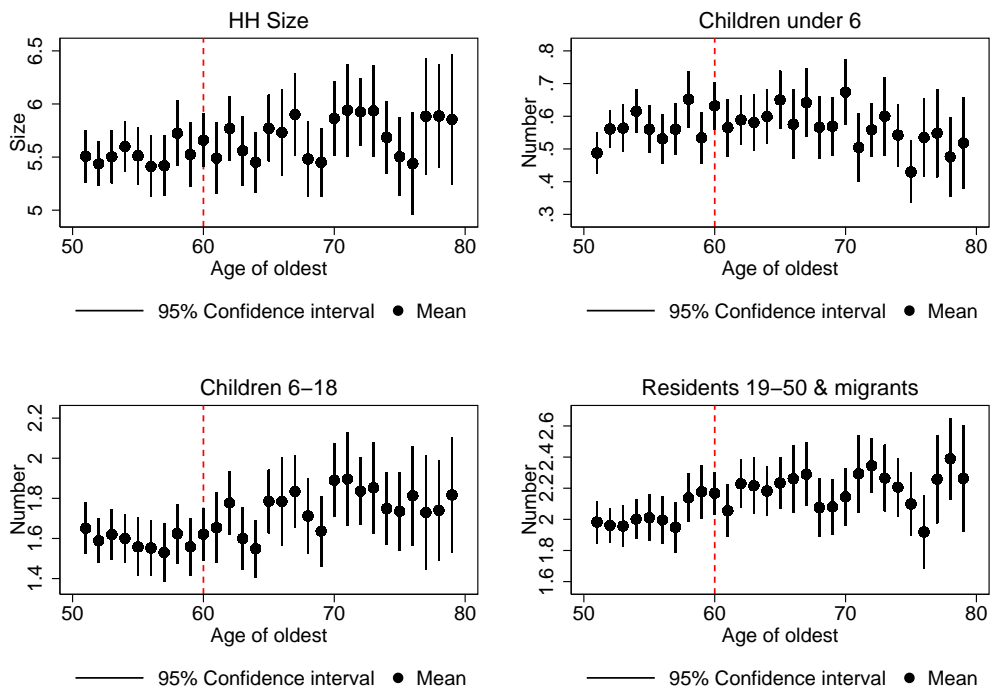 HH Size
Size
5 5.5 6 6.5
50 60 70 80
Age of oldest
95% Confidence interval Mean
Children under 6
Number
.3 .4 .5 .6 .7 .8
50 60 70 80
Age of oldest
95% Confidence interval Mean
Children 6–18
Number
1.4 1.6 1.8 2 2.2
50 60 70 80
Age of oldest
95% Confidence interval Mean
Residents 19–50 & migrants
Number
1.6 1.8 2 2.2 2.4 2.6
50 60 70 80
Age of oldest
95% Confidence interval Mean